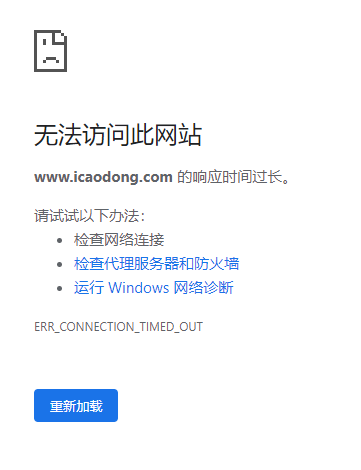 无法访问此网站
www.icaodong.com 的响应时间过长。
请试试以下办法：
检查网络连接
检查代理服务器和防火墙
运行 Windows 网络诊断
ERR_CONNECTION_TIMED_OUT
重新加载